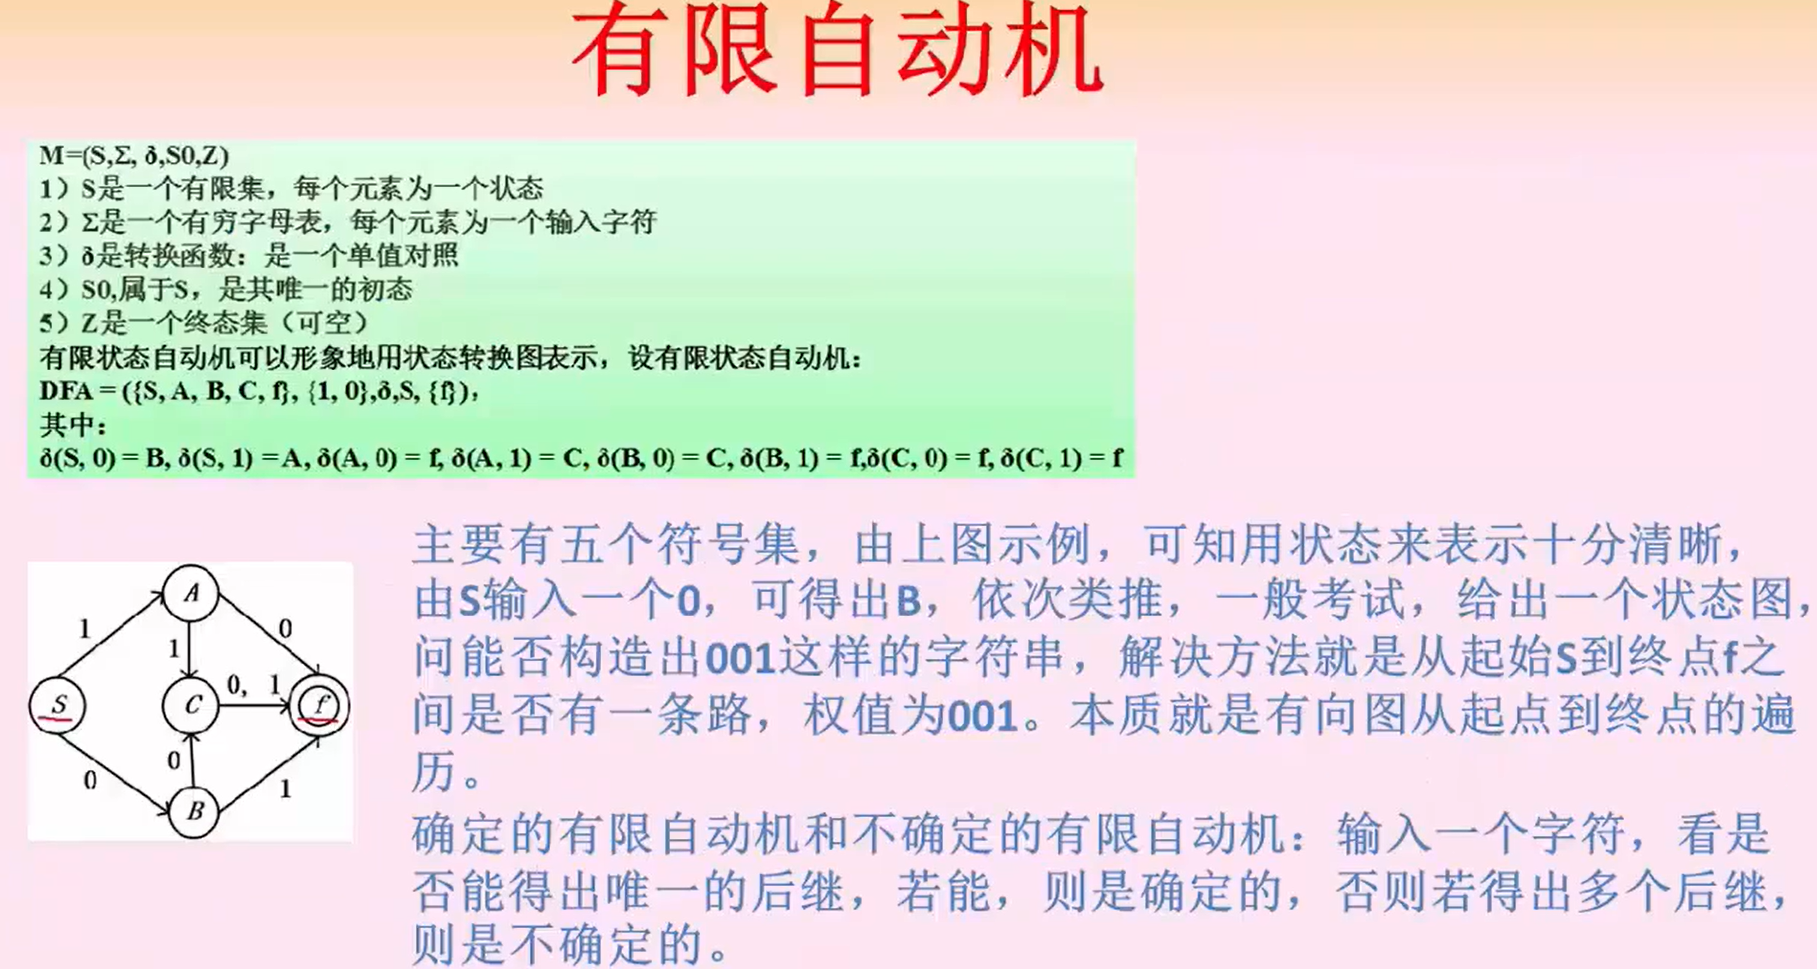 有限自动机
M=(S,Σ, δ,S0,Z)
1）S是一个有限集，每个元素为一个状态
2）Σ是一个有穷字母表，每个元素为一个输入字符
3）δ是转换函数：是一个单值对照
4）S0,属于S，是其唯一的初态
5）Z是一个终态集（可空）
有限状态自动机可以形象地用状态转换图表示，设有限状态自动机：
DFA = ({S, A, B, C, f}, {1, 0},δ,S, {f})，
其中：
δ(S, 0) = B, δ(S, 1) = A, δ(A, 0) = f, δ(A, 1) = C, δ(B, 0) = C, δ(B, 1) = f,δ(C, 0) = f, δ(C, 1) = f
主要有五个符号集，由上图示例，可知用状态来表示十分清晰，
由S输入一个0，可得出B，依次类推，一般考试，给出一个状态图，
问能否构造出001这样的字符串，解决方法就是从起始S到终点f之
间是否有一条路，权值为001。本质就是有向图从起点到终点的遍
历。
确定的有限自动机和不确定的有限自动机：输入一个字符，看是
否能得出唯一的后继，若能，则是确定的，否则若得出多个后继，
则是不确定的。
A
1
0
1
S
C
0, 1
f
0
0
1
B